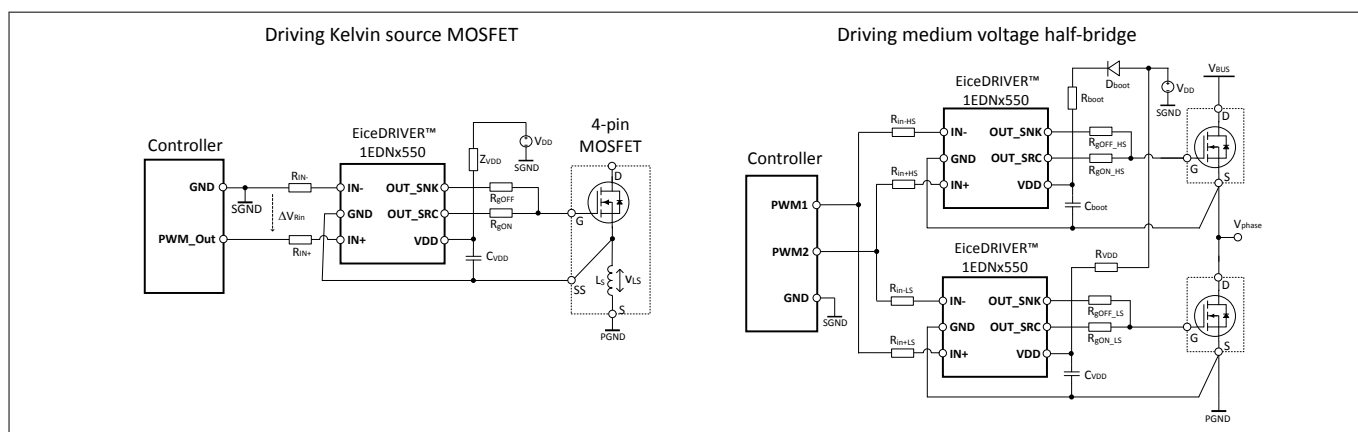 Driving Kelvin source MOSFET
Controller
GND
PWM_Out
SGND
ΔVRin
RIN-
RIN+
EiceDRIVER™
1EDNx550
IN-
GND
IN+
OUT_SNK
OUT_SRC
VDD
ZVDD
VDD
SGND
RgOFF
RgON
CVDD
4-pin
MOSFET
D
G
SS
LS
VLS
S
PGND
Driving medium voltage half-bridge
Controller
PWM1
PWM2
GND
SGND
Rin-HS
Rin+HS
Rin-LS
Rin+LS
EiceDRIVER™
1EDNx550
IN-
GND
IN+
OUT_SNK
OUT_SRC
VDD
Rboot
Dboot
VDD
SGND
RgOFF_HS
RgON_HS
Cboot
VBUS
D
G
S
Vphase
EiceDRIVER™
1EDNx550
IN-
GND
IN+
OUT_SNK
OUT_SRC
VDD
RVDD
RgOFF_LS
RgON_LS
CVDD
D
G
S
PGND